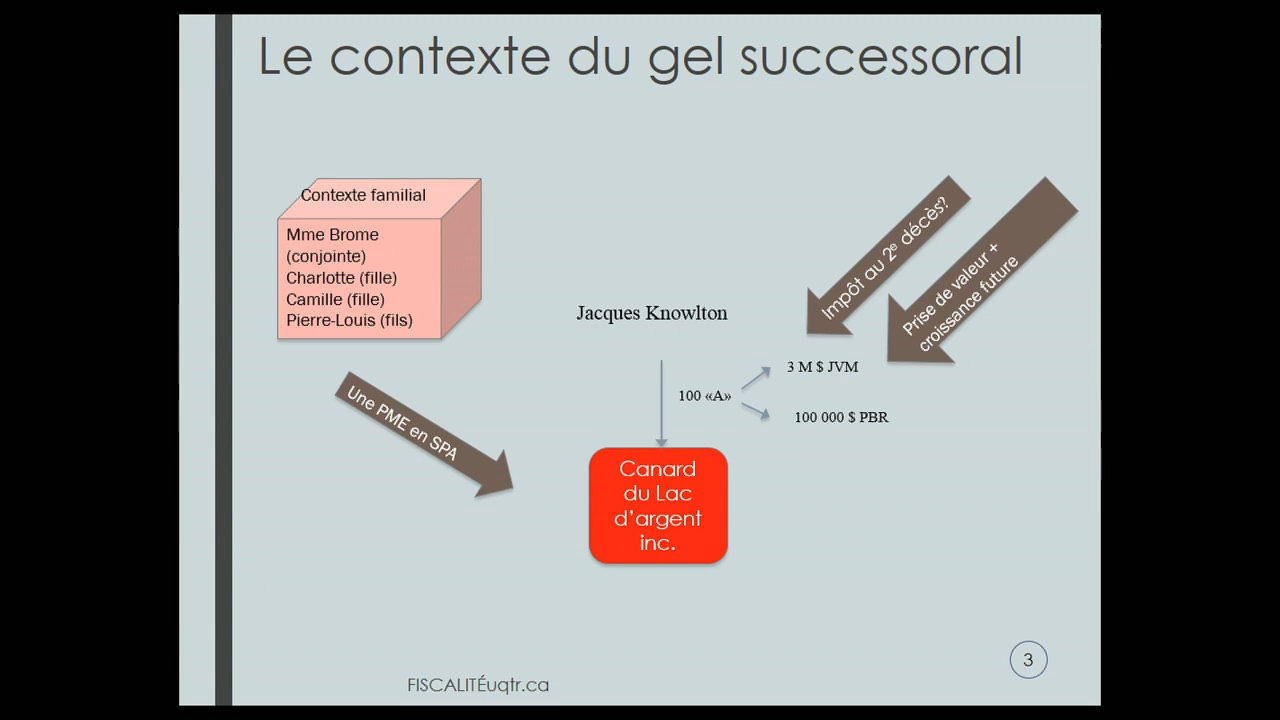 Le contexte du gel successoral
Contexte familial
Mme Brome
(conjointe)
Charlotte (fille)
Camille (fille)
Pierre-Louis (fils)
Impôt au 2e décès?
Prise de valeur +
croissance future
Jacques Knowlton
3 M $ JVM
100 «A»
100 000 $ PBR
Une PME en SPA
Canard
du Lac
d’argent
inc.
3
FISCALITÉuqtr.ca